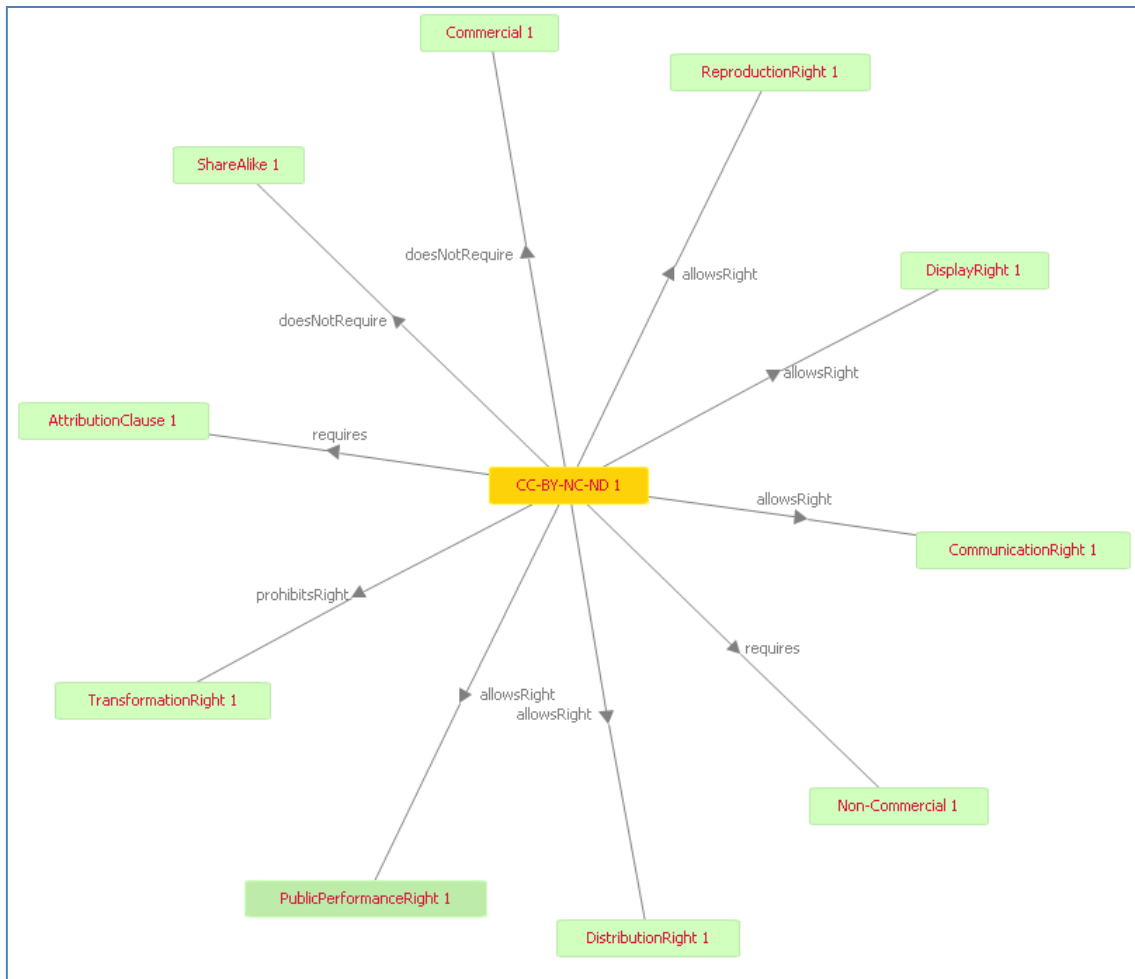 Commercial 1
ReproductionRight 1
ShareAlike 1
doesNotRequire
allowsRight
DisplayRight 1
doesNotRequire
allowsRight
AttributionClause 1
requires
CC-BY-NC-ND 1
allowsRight
CommunicationRight 1
prohibitsRight
requires
TransformationRight 1
allowsRight
allowsRight
Non-Commercial 1
PublicPerformanceRight 1
DistributionRight 1